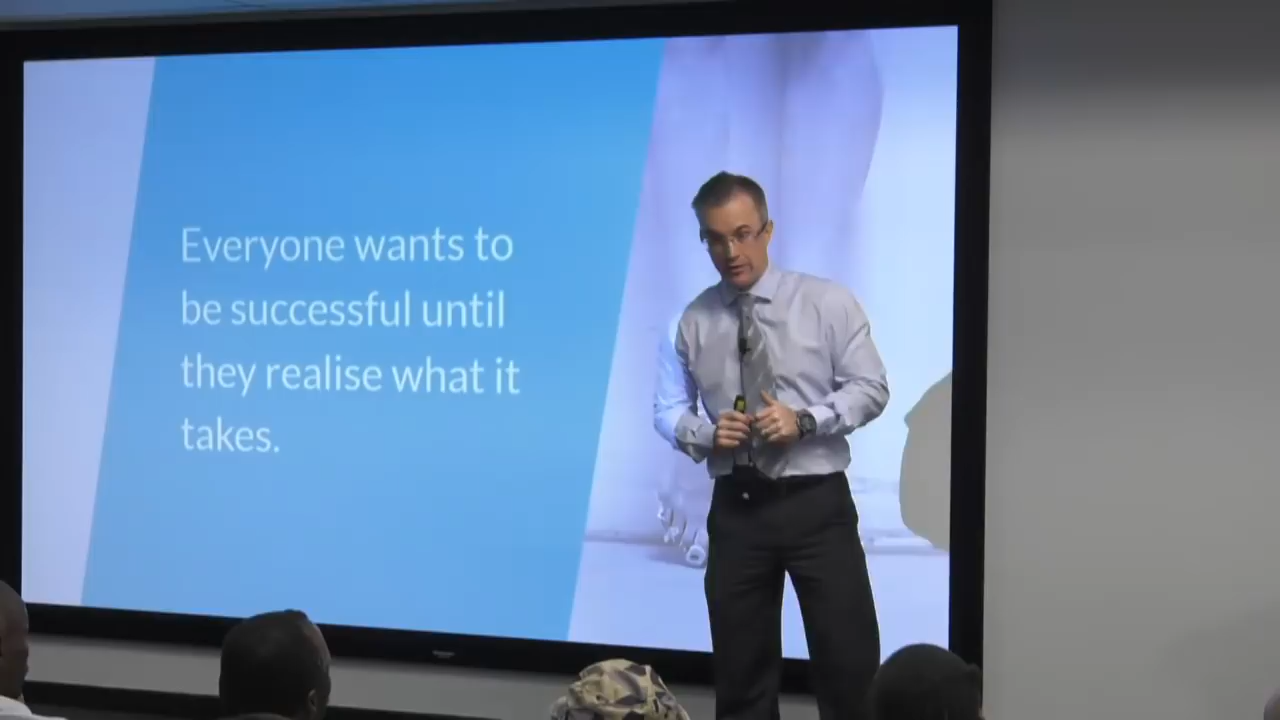 Everyone wants to
be successful until
they realise what it
takes.